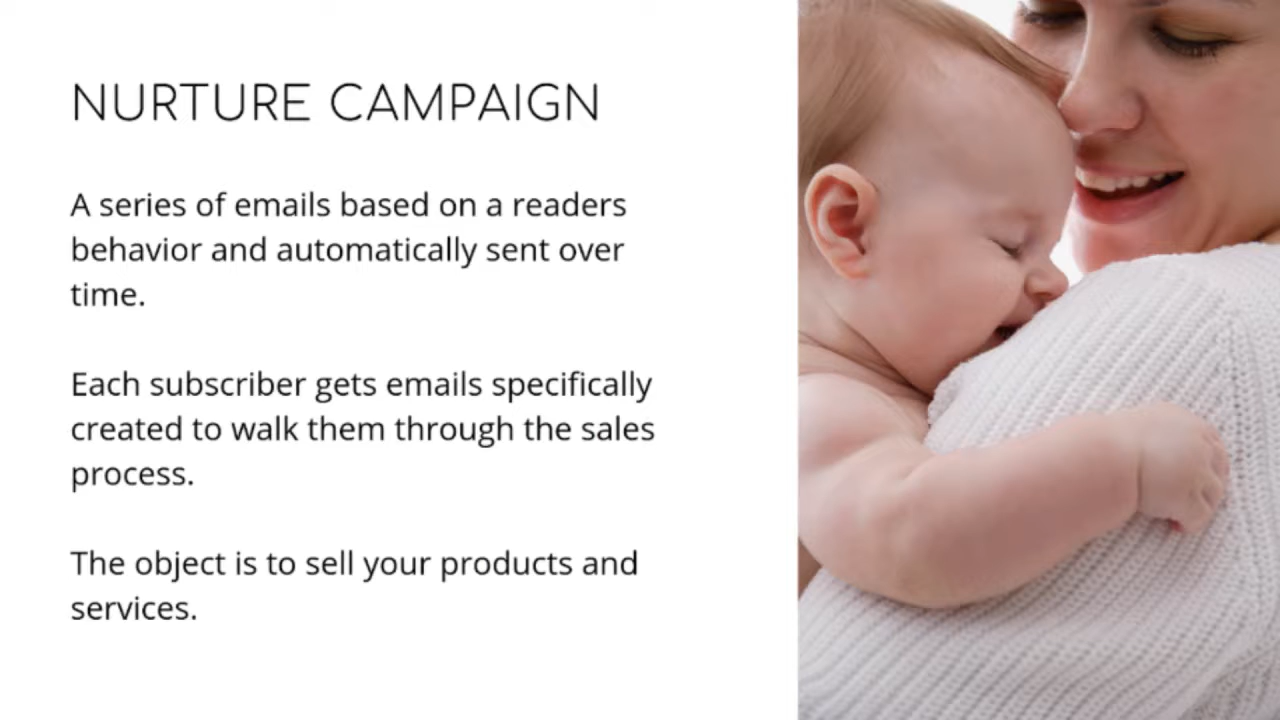 NURTURE CAMPAIGN
A series of emails based on a readers
behavior and automatically sent over
time.
Each subscriber gets emails specifically
created to walk them through the sales
process.
The object is to sell your products and
services.